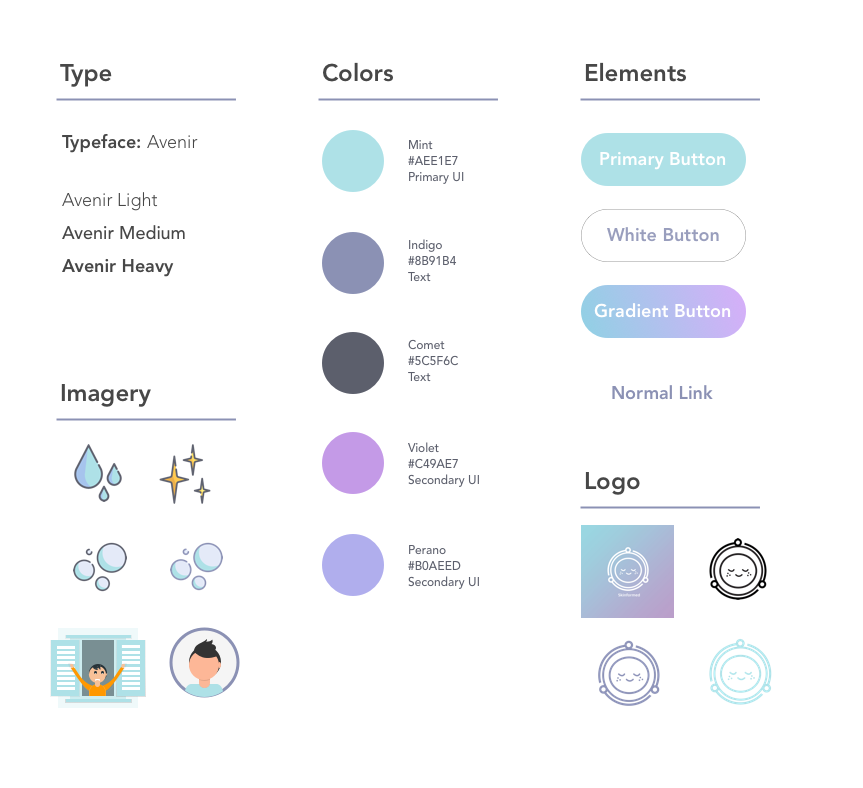 Type
Typeface: Avenir
Avenir Light
Avenir Medium
Avenir Heavy
Imagery
Colors
Mint
#AEE1E7
Primary UI
Indigo
#8B91B4
Text
Comet
#5C5F6C
Text
Violet
#C49AE7
Secondary UI
Perano
#B0AEED
Secondary UI
Elements
Primary Button
White Button
Gradient Button
Normal Link
Logo